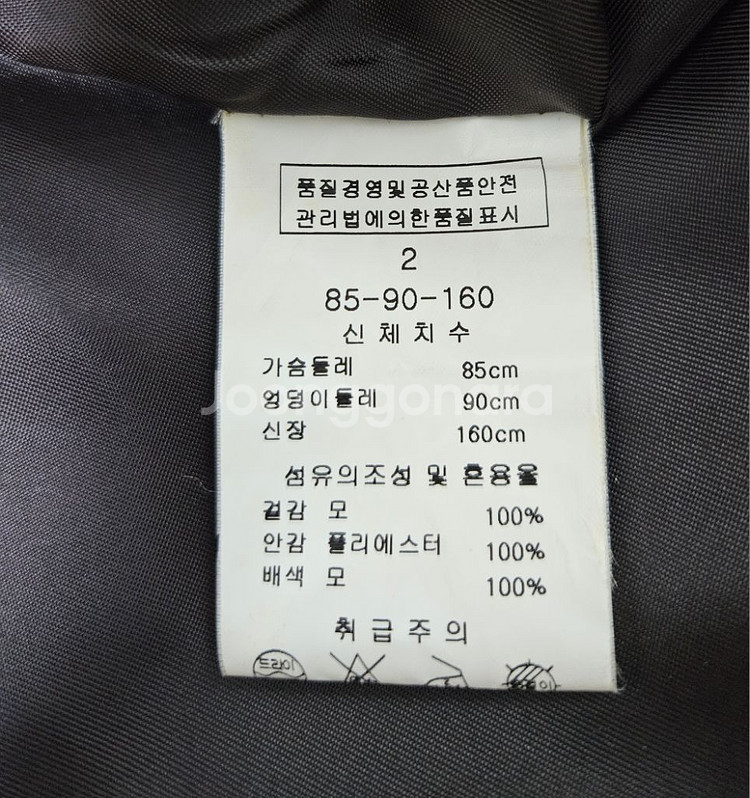 품질경영및공산품안전
관리법에의한품질표시
2
85-90-160
신체치수
가슴둘레 85cm
엉덩이둘레 90cm
신장 160cm
섬유의조성 및 혼용율
겉감 모 100%
안감 폴리에스터 100%
배색 모 100%
취급주의
드라이
Joonggonara